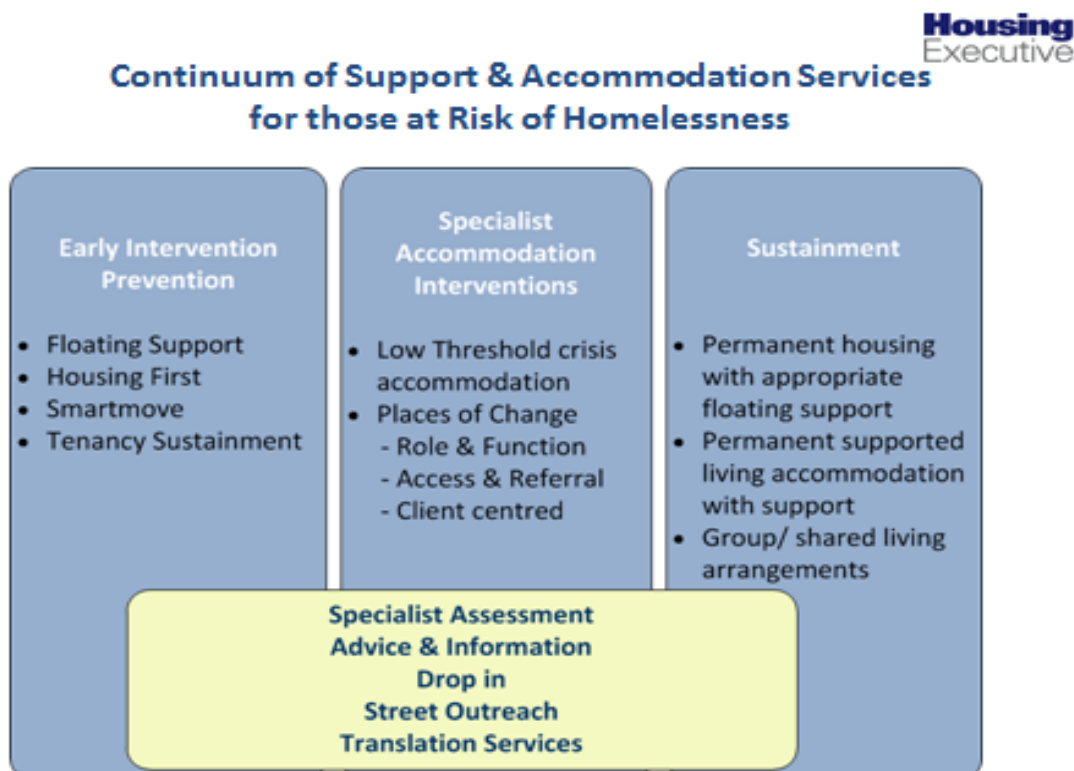 Housing
Executive
Continuum of Support & Accommodation Services
for those at Risk of Homelessness
Early Intervention
Prevention
• Floating Support
• Housing First
• Smartmove
• Tenancy Sustainment
Specialist
Accommodation
Interventions
• Low Threshold crisis
accommodation
• Places of Change
- Role & Function
- Access & Referral
- Client centred
Sustainment
• Permanent housing
with appropriate
floating support
• Permanent supported
living accommodation
with support
• Group/ shared living
arrangements
Specialist Assessment
Advice & Information
Drop in
Street Outreach
Translation Services